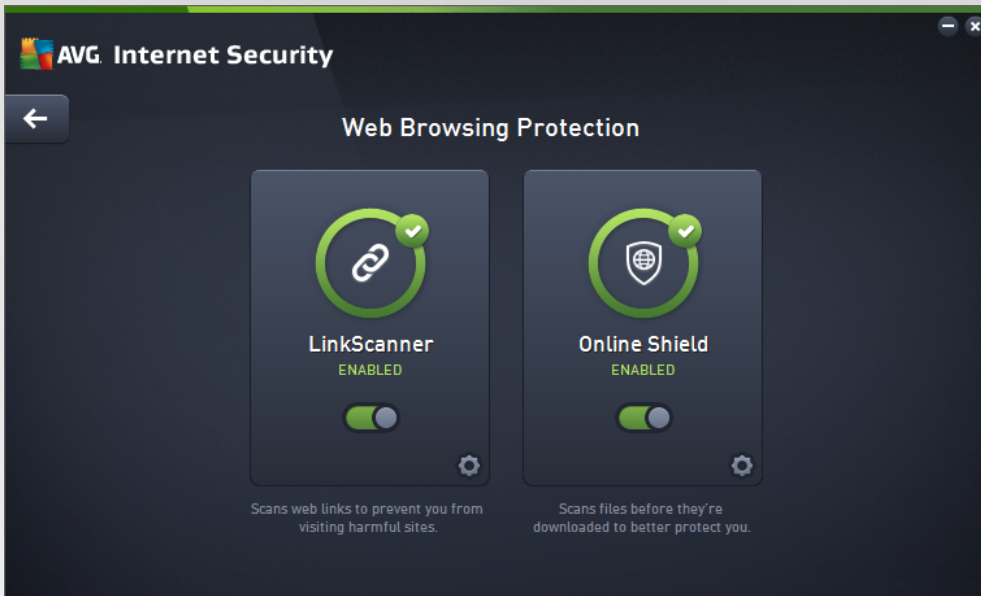 AVG. Internet Security
Web Browsing Protection
LinkScanner
ENABLED
Scans web links to prevent you from
visiting harmful sites.
Online Shield
ENABLED
Scans files before they're
downloaded to better protect you.